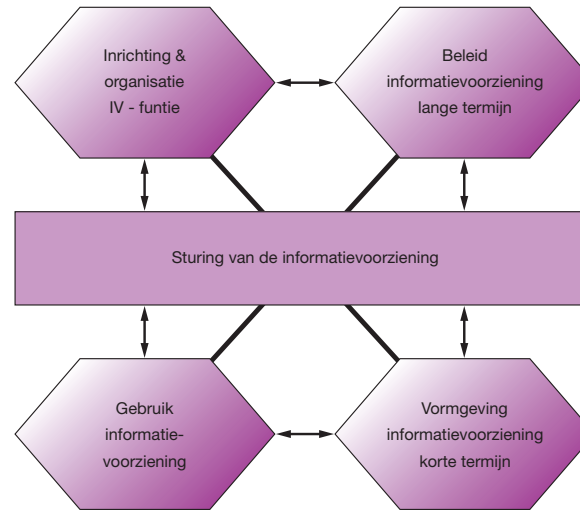 Inrichting &
organisatie
IV - funtie
Beleid
informatievoorziening
lange termijn
Sturing van de informatievoorziening
Gebruik
informatie-
voorziening
Vormgeving
informatievoorziening
korte termijn